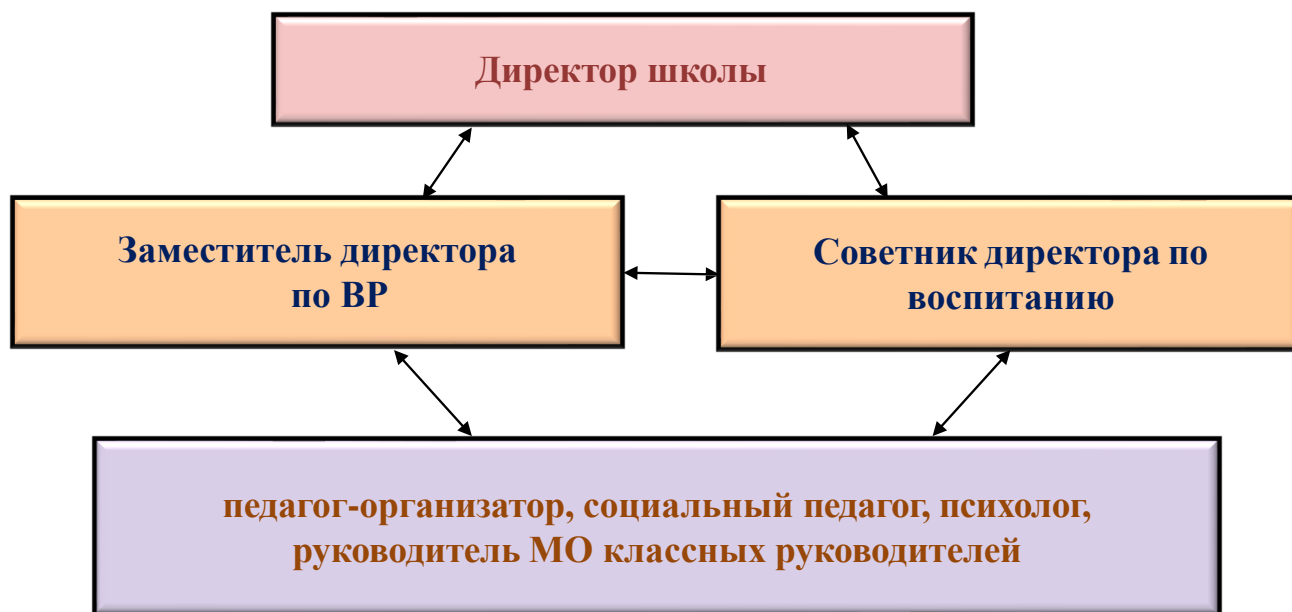 Директор школы
Заместитель директора
по ВР
Советник директора по
воспитанию
педагог-организатор, социальный педагог, психолог,
руководитель МО классных руководителей